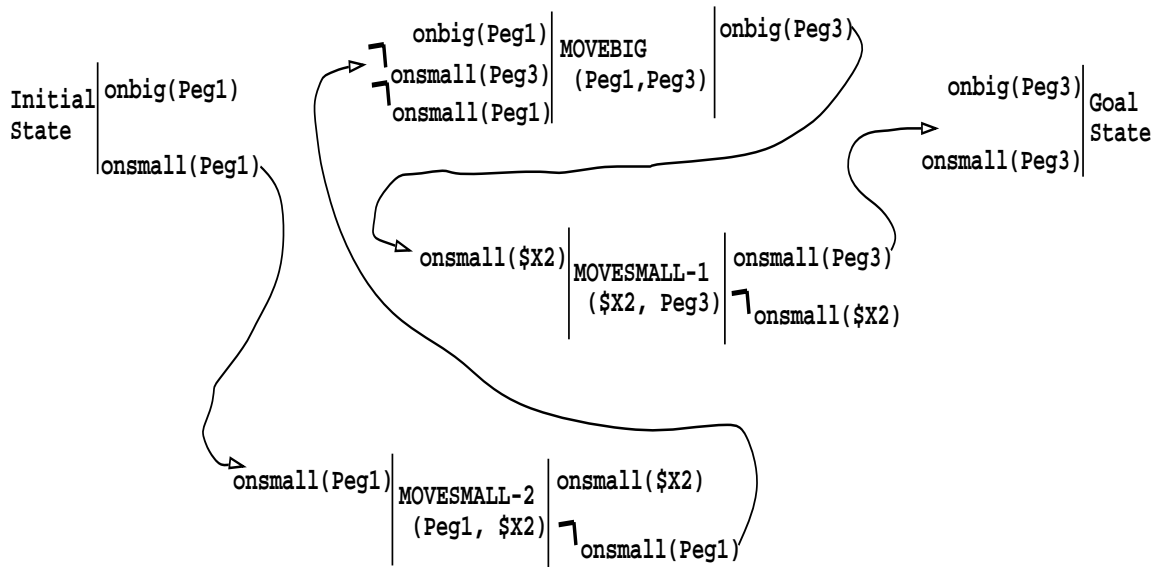 Initial
State
onbig(Peg1)
onsmall(Peg1)
onbig(Peg1)
¬onsmall(Peg3)
¬onsmall(Peg1)
MOVEBIG
(Peg1,Peg3)
onbig(Peg3)
onbig(Peg3)
onsmall(Peg3)
Goal
State
onsmall($X2)
MOVESMALL-1
($X2, Peg3)
onsmall(Peg3)
¬onsmall($X2)
onsmall(Peg1)
MOVESMALL-2
(Peg1, $X2)
onsmall($X2)
¬onsmall(Peg1)